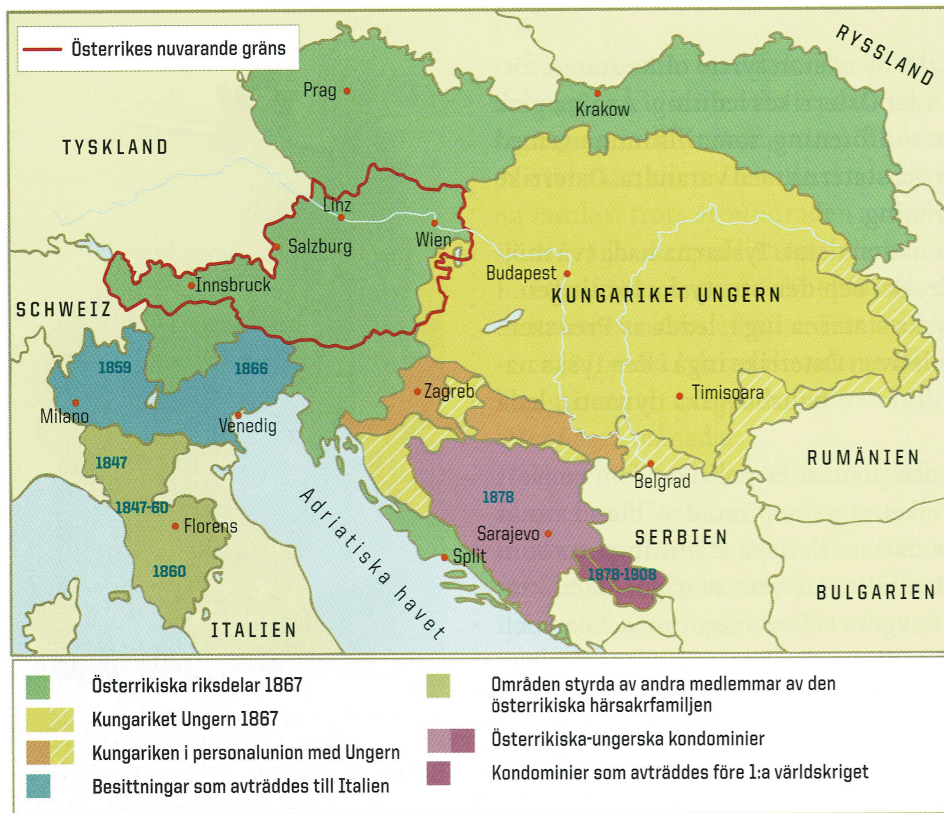 Österrikes nuvarande gräns
RYSSLAND
Prag
Krakow
TYSKLAND
Linz
Wien
Salzburg
Budapest
Innsbruck
KUNGARIKET UNGERN
SCHWEIZ
1859
1866
Zagreb
Timisoara
Milano
Venedig
1847
RUMÄNIEN
Belgrad
1878
1847-60
Florens
Adriatiska havet
Sarajevo
SERBIEN
Split
1878-1908
1860
BULGARIEN
ITALIEN
Österrikiska riksdelar 1867
Kungariket Ungern 1867
Kungariken i personalunion med Ungern
Besittningar som avträddes till Italien
Områden styrda av andra medlemmar av den
österrikiska härsakrfamiljen
Österrikiska-ungerska kondominier
Kondominier som avträddes före 1:a världskriget